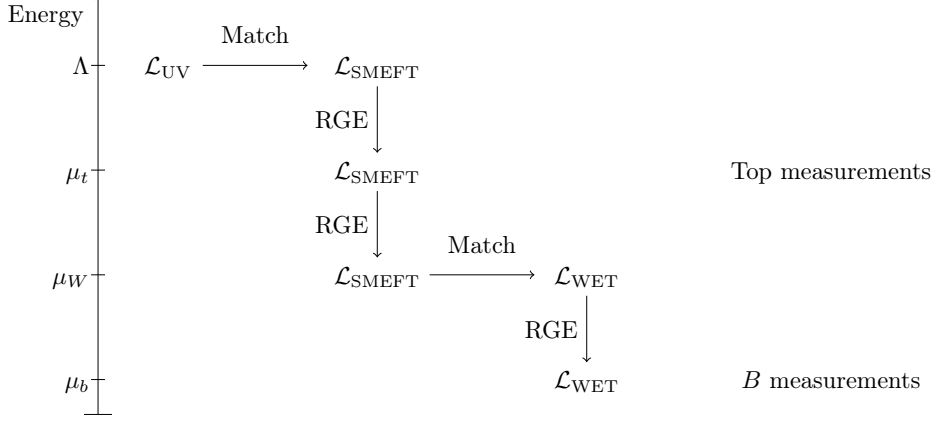 Energy
Match
Λ ℒ_UV ℒ_SMEFT
RGE
μ_t ℒ_SMEFT Top measurements
RGE
Match
μ_W ℒ_SMEFT ℒ_WET
RGE
μ_b ℒ_WET B measurements